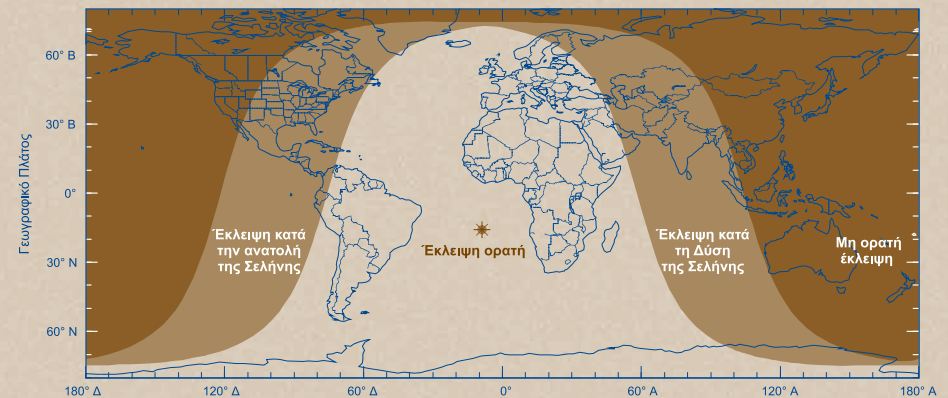 Γεωγραφικό Πλάτος
60° Β
30° Β
0°
30° Ν
60° Ν
Έκλειψη κατά
την ανατολή
της Σελήνης
Έκλειψη ορατή
Έκλειψη κατά
τη Δύση
της Σελήνης
Μη ορατή
έκλειψη
180° Δ
120° Δ
60° Δ
0°
60° Α
120° Α
180° Α